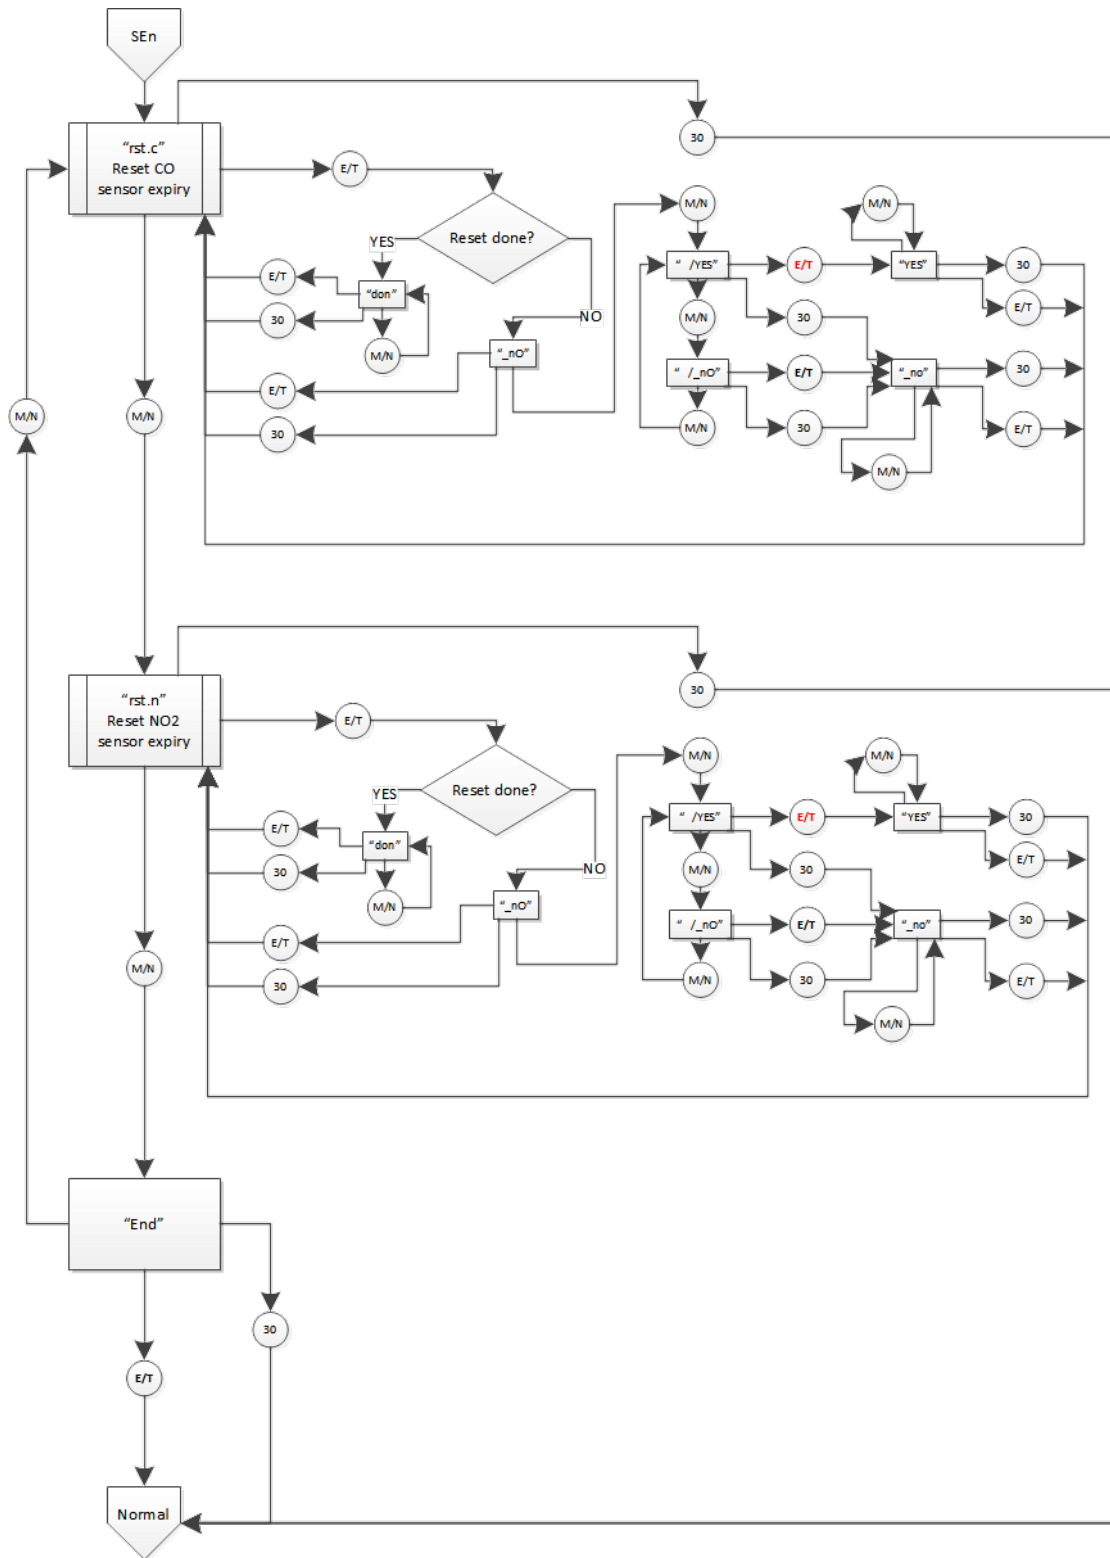 SEn
“rst.c”
Reset CO
sensor expiry
30
E/T
M/N
M/N
Reset done?
YES
NO
“ /YES”
E/T
“YES”
30
E/T
“don”
E/T
30
M/N
M/N
30
“_nO”
“ /_nO”
E/T
“_no”
30
E/T
30
M/N
30
E/T
M/N
M/N
M/N
“rst.n”
Reset NO2
sensor expiry
30
E/T
M/N
M/N
Reset done?
YES
NO
“ /YES”
E/T
“YES”
30
E/T
“don”
E/T
30
M/N
M/N
30
“_nO”
“ /_nO”
E/T
“_no”
30
E/T
30
M/N
30
E/T
M/N
M/N
“End”
30
E/T
Normal